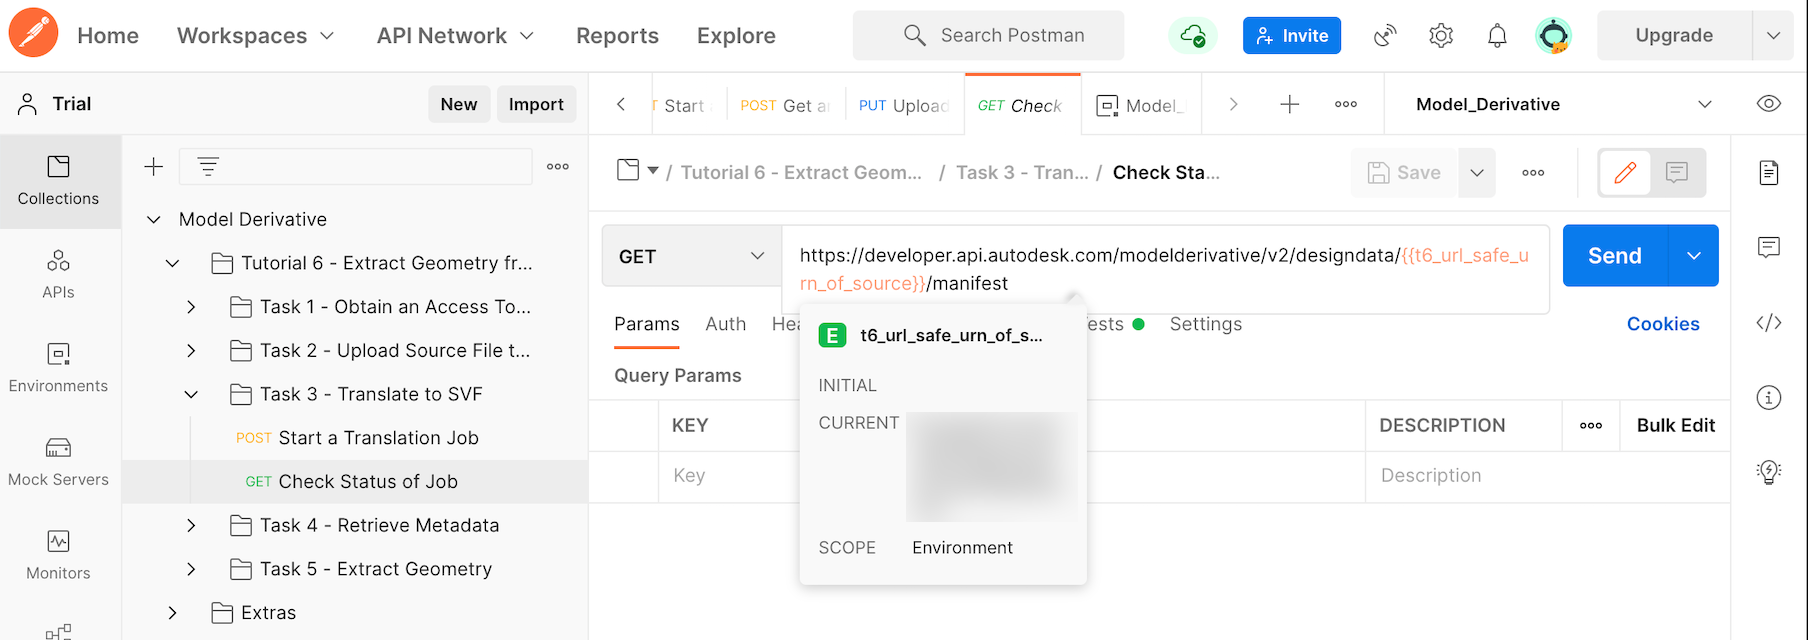 Home
Workspaces
API Network
Reports
Explore
Search Postman
Invite
Upgrade
Trial
New
Import
Start
POST Get a
PUT Upload
GET Check
Model_
Model_Derivative
Collections
APIs
Environments
Mock Servers
Monitors
Model Derivative
Tutorial 6 - Extract Geometry fr...
Task 1 - Obtain an Access To...
Task 2 - Upload Source File t...
Task 3 - Translate to SVF
POST Start a Translation Job
GET Check Status of Job
Task 4 - Retrieve Metadata
Task 5 - Extract Geometry
Extras
/ Tutorial 6 - Extract Geom... / Task 3 - Tran... / Check Sta...
Save
GET
https://developer.api.autodesk.com/modelderivative/v2/designdata/{{t6_url_safe_u
rn_of_source}}/manifest
Send
Params
Auth
Hea
ests
Settings
Cookies
E t6_url_safe_urn_of_s...
INITIAL
CURRENT
SCOPE Environment
Query Params
KEY
DESCRIPTION
Bulk Edit
Key
Description